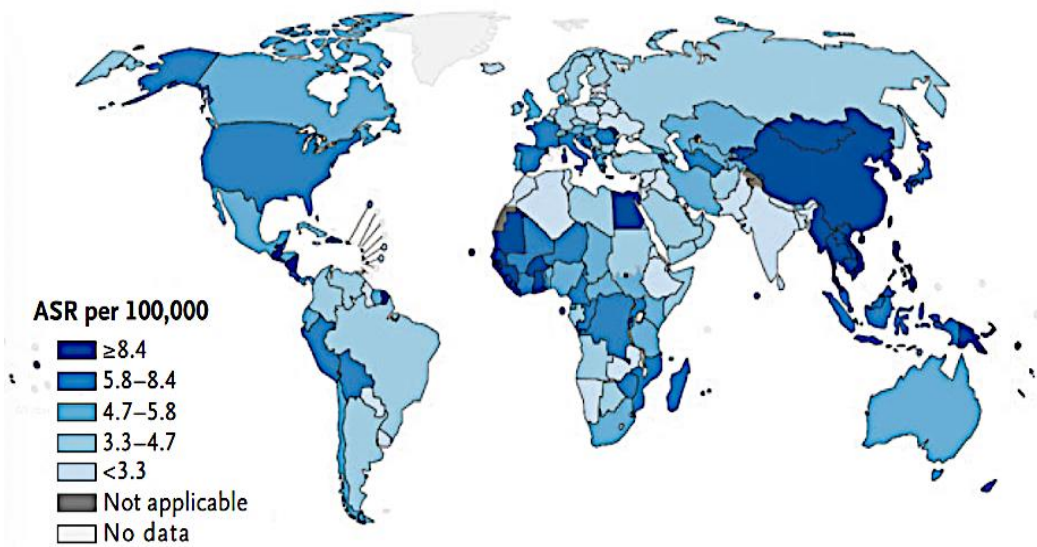 ASR per 100,000
≥8.4
5.8–8.4
4.7–5.8
3.3–4.7
<3.3
Not applicable
No data